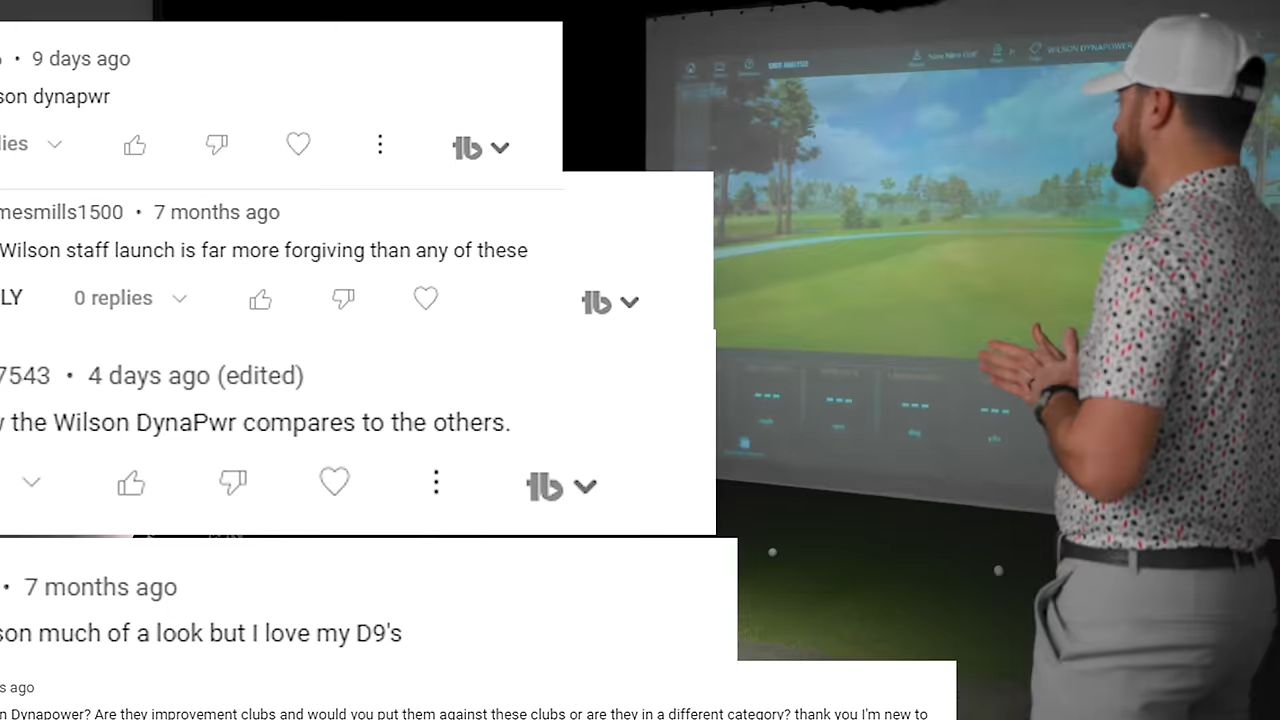 • 9 days ago
son dynapwr
lies
mesmills1500 • 7 months ago
Wilson staff launch is far more forgiving than any of these
LY 0 replies
7543 • 4 days ago (edited)
the Wilson DynaPwr compares to the others.
• 7 months ago
son much of a look but I love my D9's
s ago
n Dynapower? Are they improvement clubs and would you put them against these clubs or are they in a different category? thank you I'm new to
WILSON DYNAPOWER